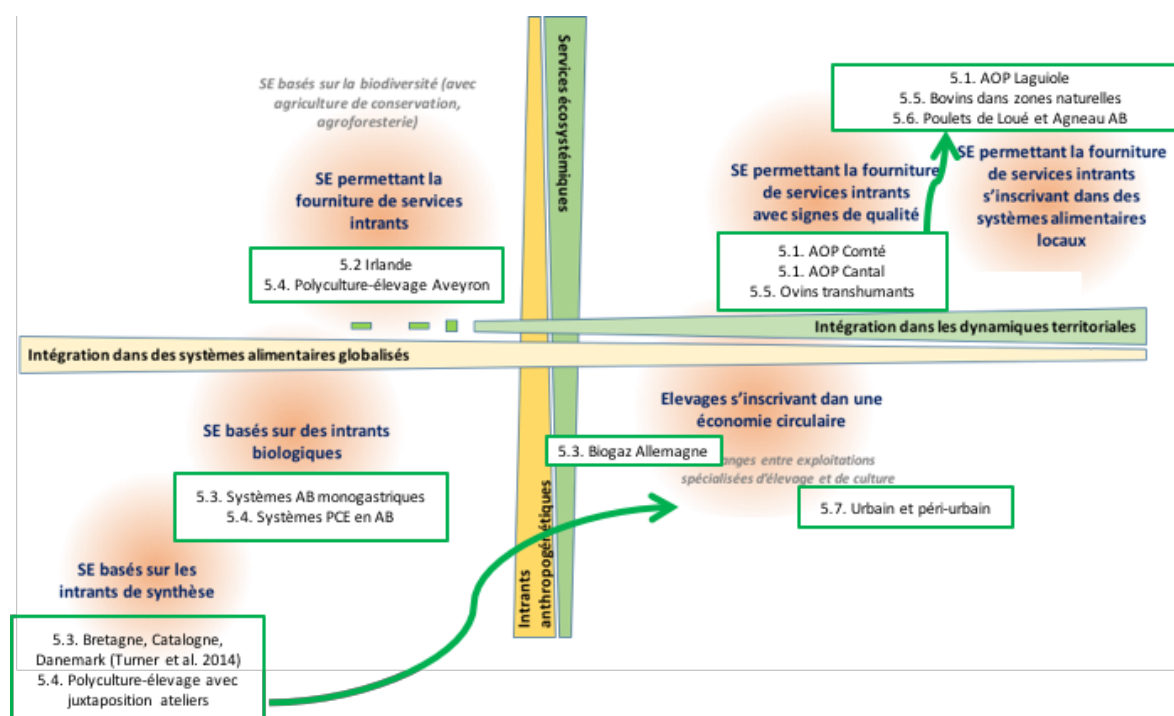 SE basés sur la biodiversité (avec
agriculture de conservation,
agroforesterie)
SE permettant la
fourniture de services
intrants
5.2 Irlande
5.4. Polyculture-élevage Aveyron
Services écosystémiques
5.1. AOP Laguiole
5.5. Bovins dans zones naturelles
5.6. Poulets de Loué et Agneau AB
SE permettant la fourniture
de services intrants
avec signes de qualité
SE permettant la fourniture
de services intrants
s'inscrivant dans des
systèmes alimentaires
locaux
5.1. AOP Comté
5.1. AOP Cantal
5.5. Ovins transhumants
Intégration dans les dynamiques territoriales
Intégration dans des systèmes alimentaires globalisés
SE basés sur des intrants
biologiques
5.3. Systèmes AB monogastriques
5.4. Systèmes PCE en AB
SE basés sur les
intrants de synthèse
5.3. Bretagne, Catalogne,
Danemark (Turner et al. 2014)
5.4. Polyculture-élevage avec
juxtaposition ateliers
Intrants
anthropogénétiques
Elevages s'inscrivant dan une
économie circulaire
5.3. Biogaz Allemagne
entre exploitations
spécialisées d'élevage et de culture
5.7. Urbain et péri-urbain